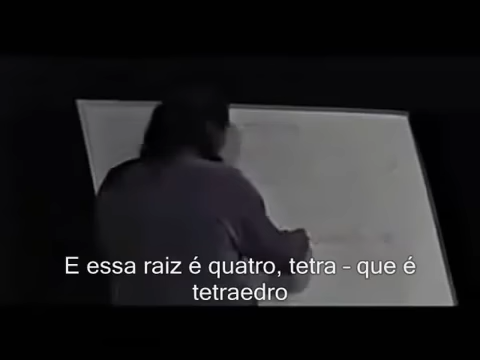 E essa raiz é quatro, tetra - que é
tetraedro